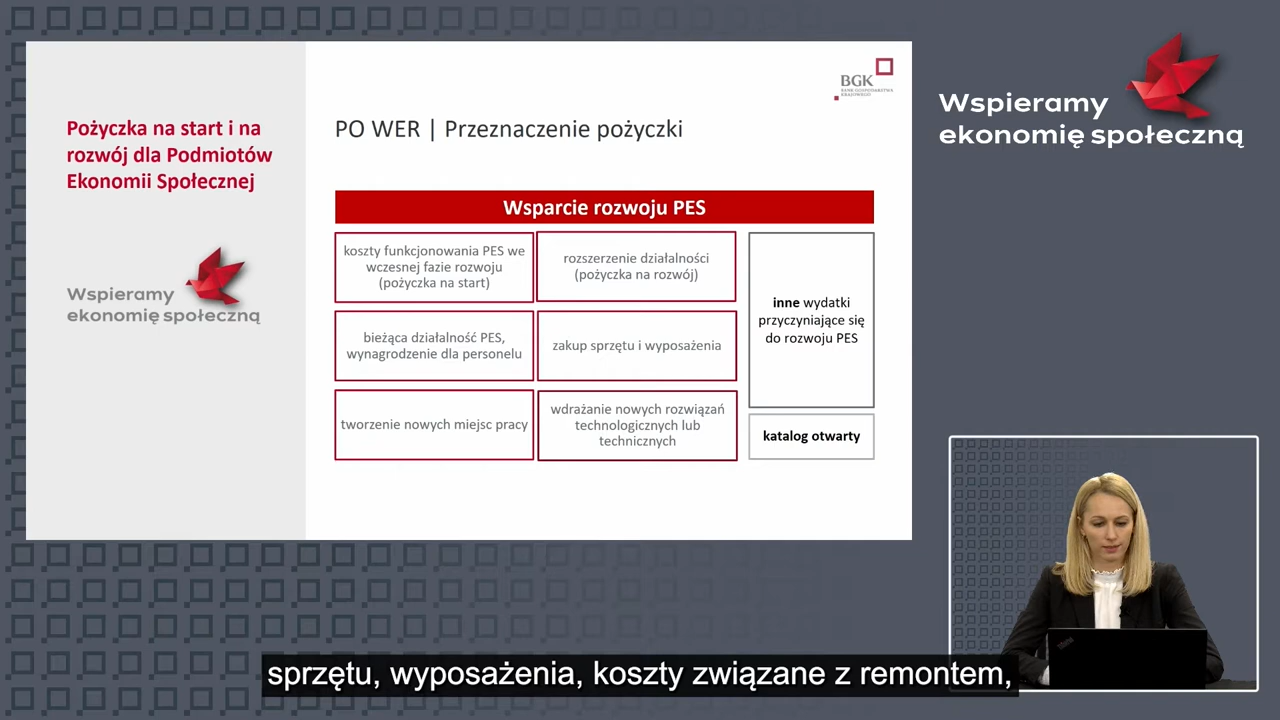 Pożyczka na start i na
rozwój dla Podmiotów
Ekonomii Społecznej
Wspieramy
ekonomię społeczną
BGK
BANK GOSPODARSTWA
KRAJOWEGO
PO WER | Przeznaczenie pożyczki
Wsparcie rozwoju PES
koszty funkcjonowania PES we
wczesnej fazie rozwoju
(pożyczka na start)
rozszerzenie działalności
(pożyczka na rozwój)
bieżąca działalność PES,
wynagrodzenie dla personelu
zakup sprzętu i wyposażenia
tworzenie nowych miejsc pracy
wdrażanie nowych rozwiązań
technologicznych lub
technicznych
inne wydatki
przyczyniające się
do rozwoju PES
katalog otwarty
Wspieramy
ekonomię społeczną
sprzętu, wyposażenia, koszty związane z remontem,